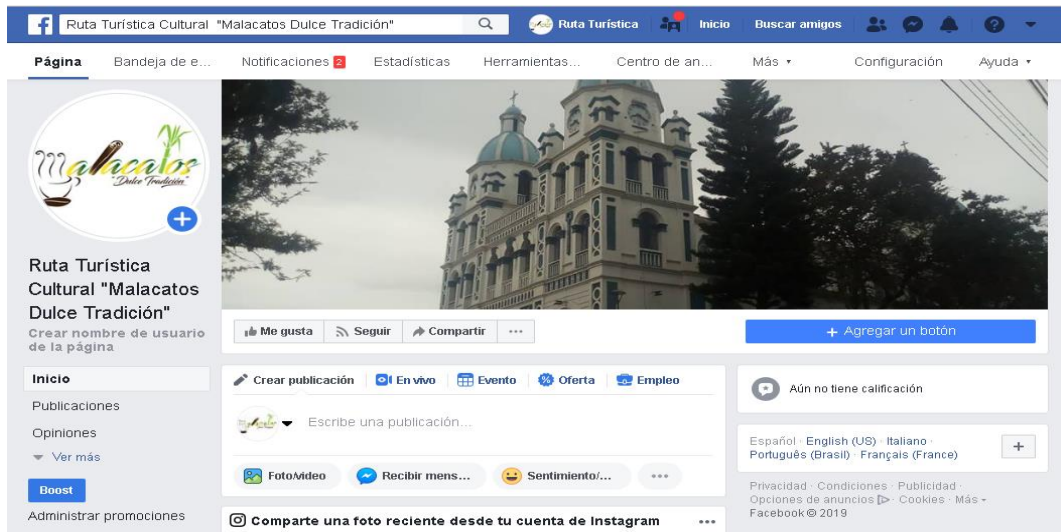 Ruta Turística Cultural "Malacatos Dulce Tradición"
Ruta Turística
Inicio
Buscar amigos
Página
Bandeja de e...
Notificaciones 2
Estadísticas
Herramientas...
Centro de an...
Más
Configuración
Ayuda
malacatos
"Dulce Tradición"
Ruta Turística
Cultural "Malacatos
Dulce Tradición"
Crear nombre de usuario
de la página
Inicio
Publicaciones
Opiniones
Ver más
Boost
Administrar promociones
Me gusta
Seguir
Compartir
...
+ Agregar un botón
Crear publicación
En vivo
Evento
Oferta
Empleo
Escribe una publicación...
Foto/video
Recibir mens...
Sentimiento/...
...
Comparte una foto reciente desde tu cuenta de Instagram
...
Aún no tiene calificación
Español · English (US) · Italiano ·
Português (Brasil) · Français (France)
+
Privacidad · Condiciones · Publicidad ·
Opciones de anuncios · Cookies · Más
Facebook © 2019